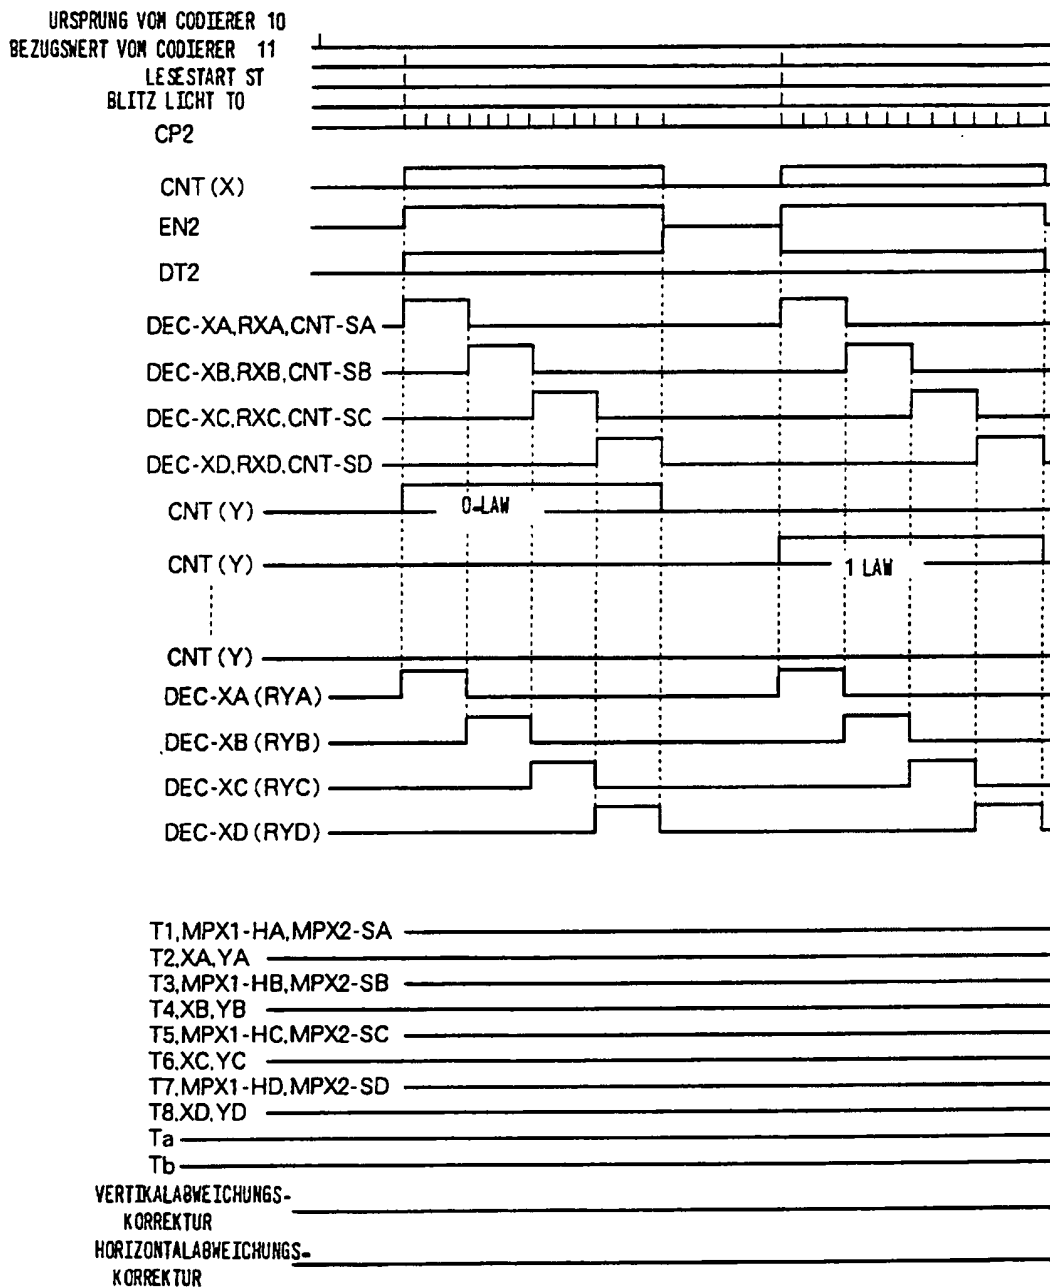 URSPRUNG VOM CODIERER 10
BEZUGSWERT VOM CODIERER 11
LESESTART ST
BLITZ LICHT TO
CP2
CNT (X)
EN2
DT2
DEC-XA,RXA,CNT-SA
DEC-XB,RXB,CNT-SB
DEC-XC,RXC,CNT-SC
DEC-XD,RXD,CNT-SD
CNT (Y) 0-LAW
CNT (Y) 1 LAW
CNT (Y)
DEC-XA (RYA)
DEC-XB (RYB)
DEC-XC (RYC)
DEC-XD (RYD)
T1,MPX1-HA,MPX2-SA
T2,XA,YA
T3,MPX1-HB,MPX2-SB
T4,XB,YB
T5,MPX1-HC,MPX2-SC
T6,XC,YC
T7,MPX1-HD,MPX2-SD
T8,XD,YD
Ta
Tb
VERTIKALABWEICHUNGS-
KORREKTUR
HORIZONTALABWEICHUNGS-
KORREKTUR